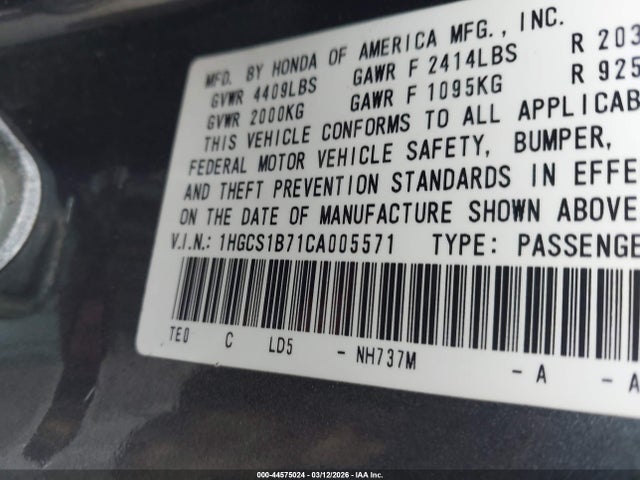 MFD. BY HONDA OF AMERICA MFG., INC.
GVWR 4409LBS GAWR F 2414LBS R 203
GVWR 2000KG GAWR F 1095KG R 925
THIS VEHICLE CONFORMS TO ALL APPLICAB
FEDERAL MOTOR VEHICLE SAFETY, BUMPER,
AND THEFT PREVENTION STANDARDS IN EFFE
ON THE DATE OF MANUFACTURE SHOWN ABOVE
V.I.N.: 1HGCS1B71CA005571 TYPE: PASSENGE
TE0 C LD5 - NH737M - A - A
000-44575024 - 03/12/2026 - IAA Inc.